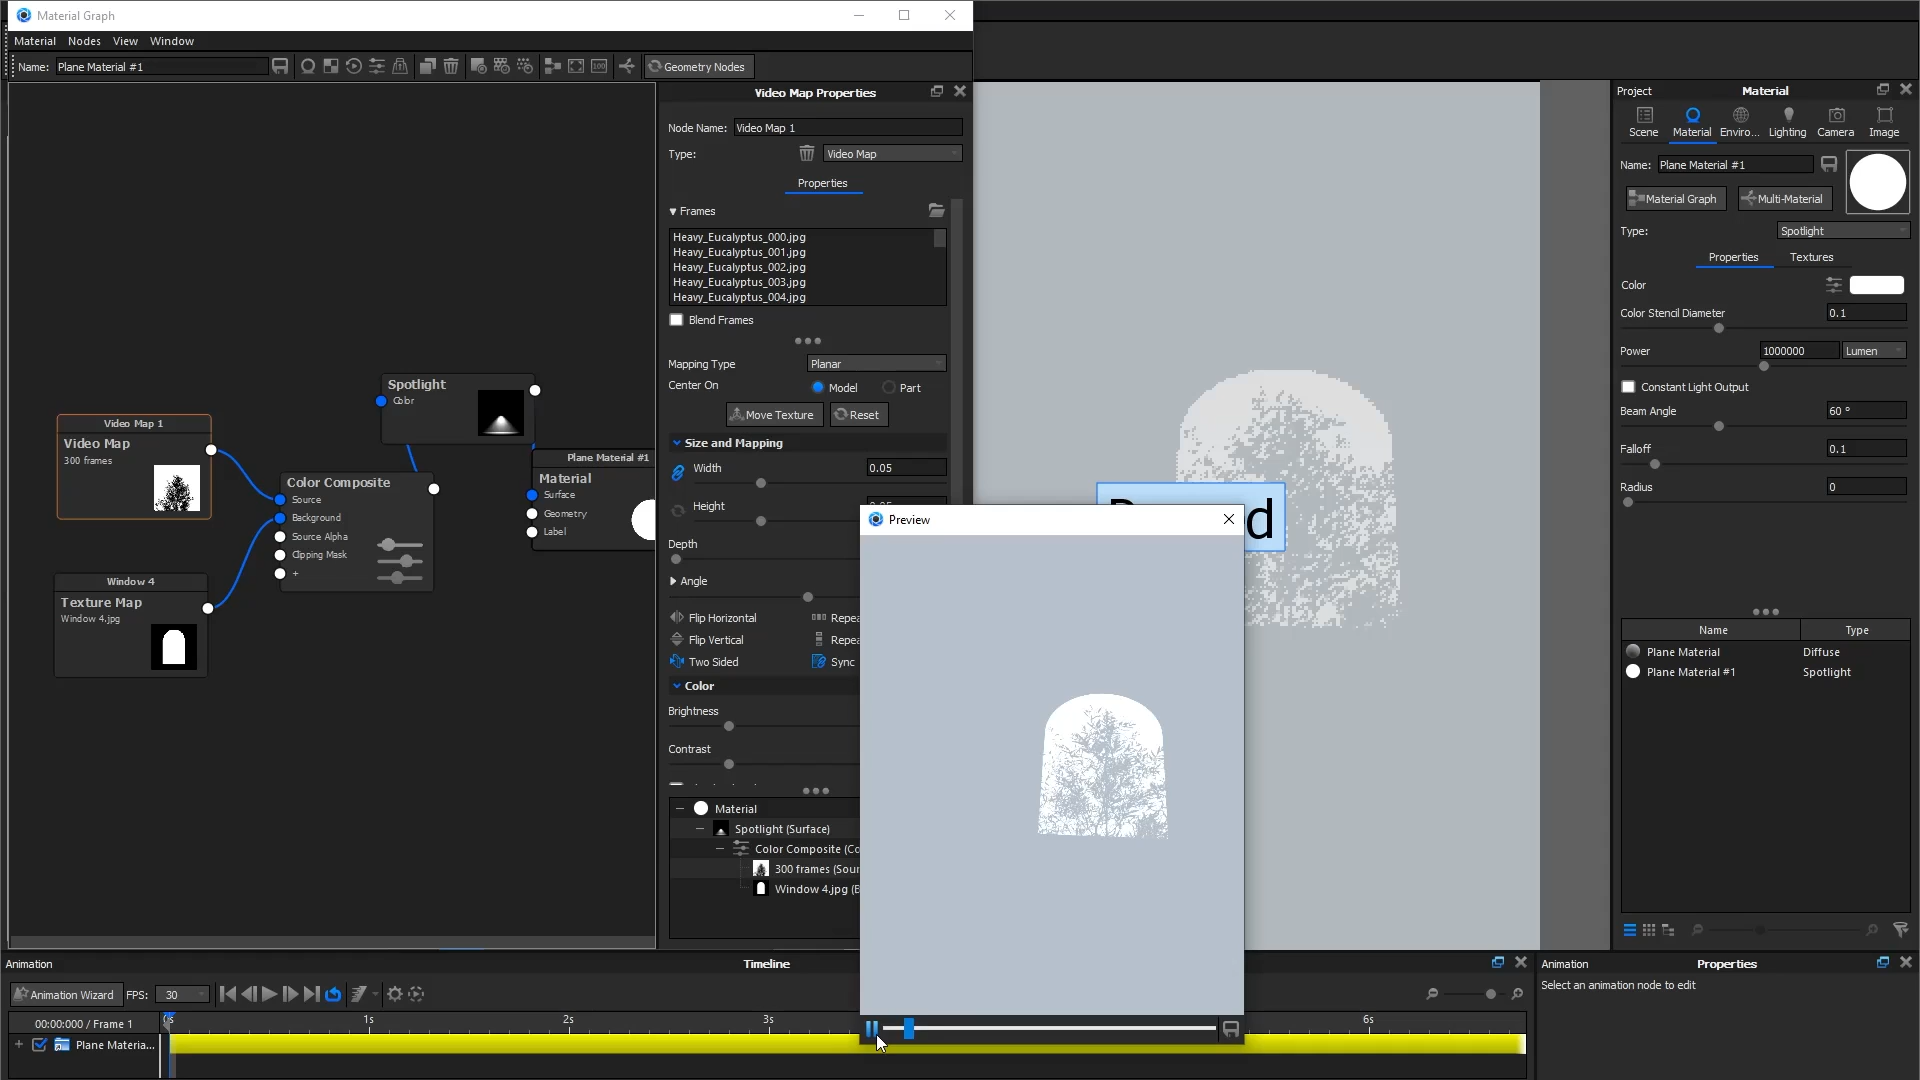 Material Graph
Material Nodes View Window
Name: Plane Material #1
Geometry Nodes
Video Map 1
Video Map
300 frames
Spotlight
Color
Color Composite
Source
Background
Source Alpha
Clipping Mask
+
Plane Material #1
Material
Surface
Geometry
Label
Window 4
Texture Map
Window 4.jpg
Video Map Properties
Node Name: Video Map 1
Type: Video Map
Properties
Frames
Heavy_Eucalyptus_000.jpg
Heavy_Eucalyptus_001.jpg
Heavy_Eucalyptus_002.jpg
Heavy_Eucalyptus_003.jpg
Heavy_Eucalyptus_004.jpg
Blend Frames
Mapping Type Planar
Center On Model Part
Move Texture Reset
Size and Mapping
Width 0.05
Height
Depth
Angle
Flip Horizontal Repea
Flip Vertical Repea
Two Sided Sync
Color
Brightness
Contrast
Material
Spotlight (Surface)
Color Composite (Co
300 frames (Sour
Window 4.jpg (B
Preview
d
Project Material
Scene Material Enviro... Lighting Camera Image
Name: Plane Material #1
Material Graph Multi-Material
Type: Spotlight
Properties Textures
Color
Color Stencil Diameter 0.1
Power 1000000 Lumen
Constant Light Output
Beam Angle 60 °
Falloff 0.1
Radius 0
Name Type
Plane Material Diffuse
Plane Material #1 Spotlight
Animation Timeline
Animation Wizard FPS: 30
00:00:000 / Frame 1
0s 1s 2s 3s 6s
Plane Materia...
Animation Properties
Select an animation node to edit